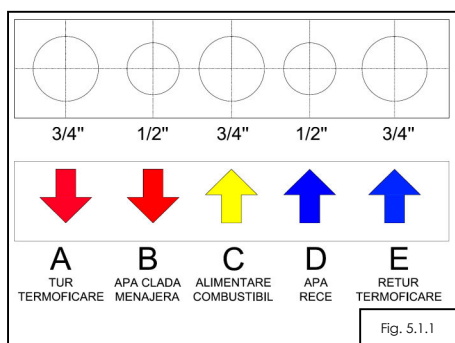 3/4" 1/2" 3/4" 1/2" 3/4"
A B C D E
TUR APA CLADA ALIMENTARE APA RETUR
TERMOFICARE MENAJERA COMBUSTIBIL RECE TERMOFICARE
Fig. 5.1.1